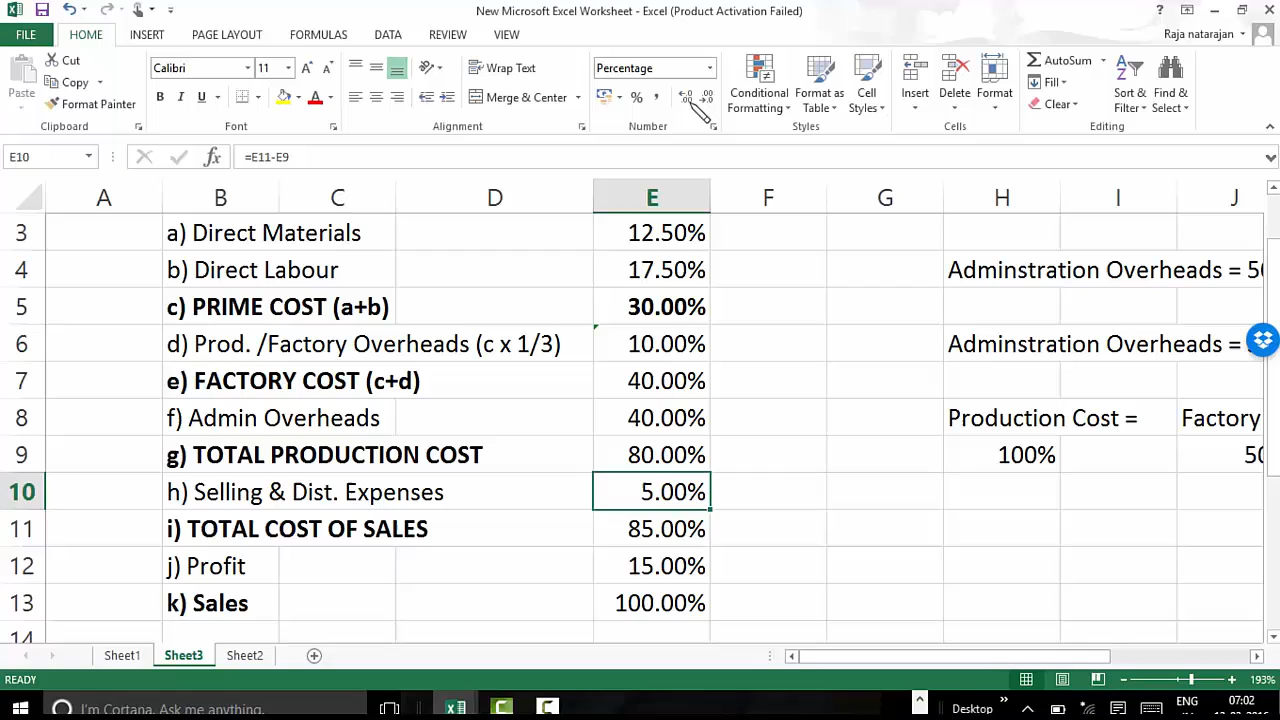 New Microsoft Excel Worksheet - Excel (Product Activation Failed)
FILE HOME INSERT PAGE LAYOUT FORMULAS DATA REVIEW VIEW Raja natarajan
Paste Cut Copy Format Painter
Calibri 11 B I U A
Wrap Text Merge & Center
Percentage % ,
Conditional Formatting Format as Table Cell Styles
Insert Delete Format
AutoSum Fill Clear Sort & Filter Find & Select
Clipboard Font Alignment Number Styles Cells Editing
E10 fx =E11-E9
A B C D E F G H I J
3 a) Direct Materials 12.50%
4 b) Direct Labour 17.50% Adminstration Overheads = 50
5 c) PRIME COST (a+b) 30.00%
6 d) Prod. /Factory Overheads (c x 1/3) 10.00% Adminstration Overheads =
7 e) FACTORY COST (c+d) 40.00%
8 f) Admin Overheads 40.00% Production Cost = Factory
9 g) TOTAL PRODUCTION COST 80.00% 100% 50
10 h) Selling & Dist. Expenses 5.00%
11 i) TOTAL COST OF SALES 85.00%
12 j) Profit 15.00%
13 k) Sales 100.00%
14
Sheet1 Sheet3 Sheet2
READY 193%
I'm Cortana. Ask me anything. Desktop ENG 07:02